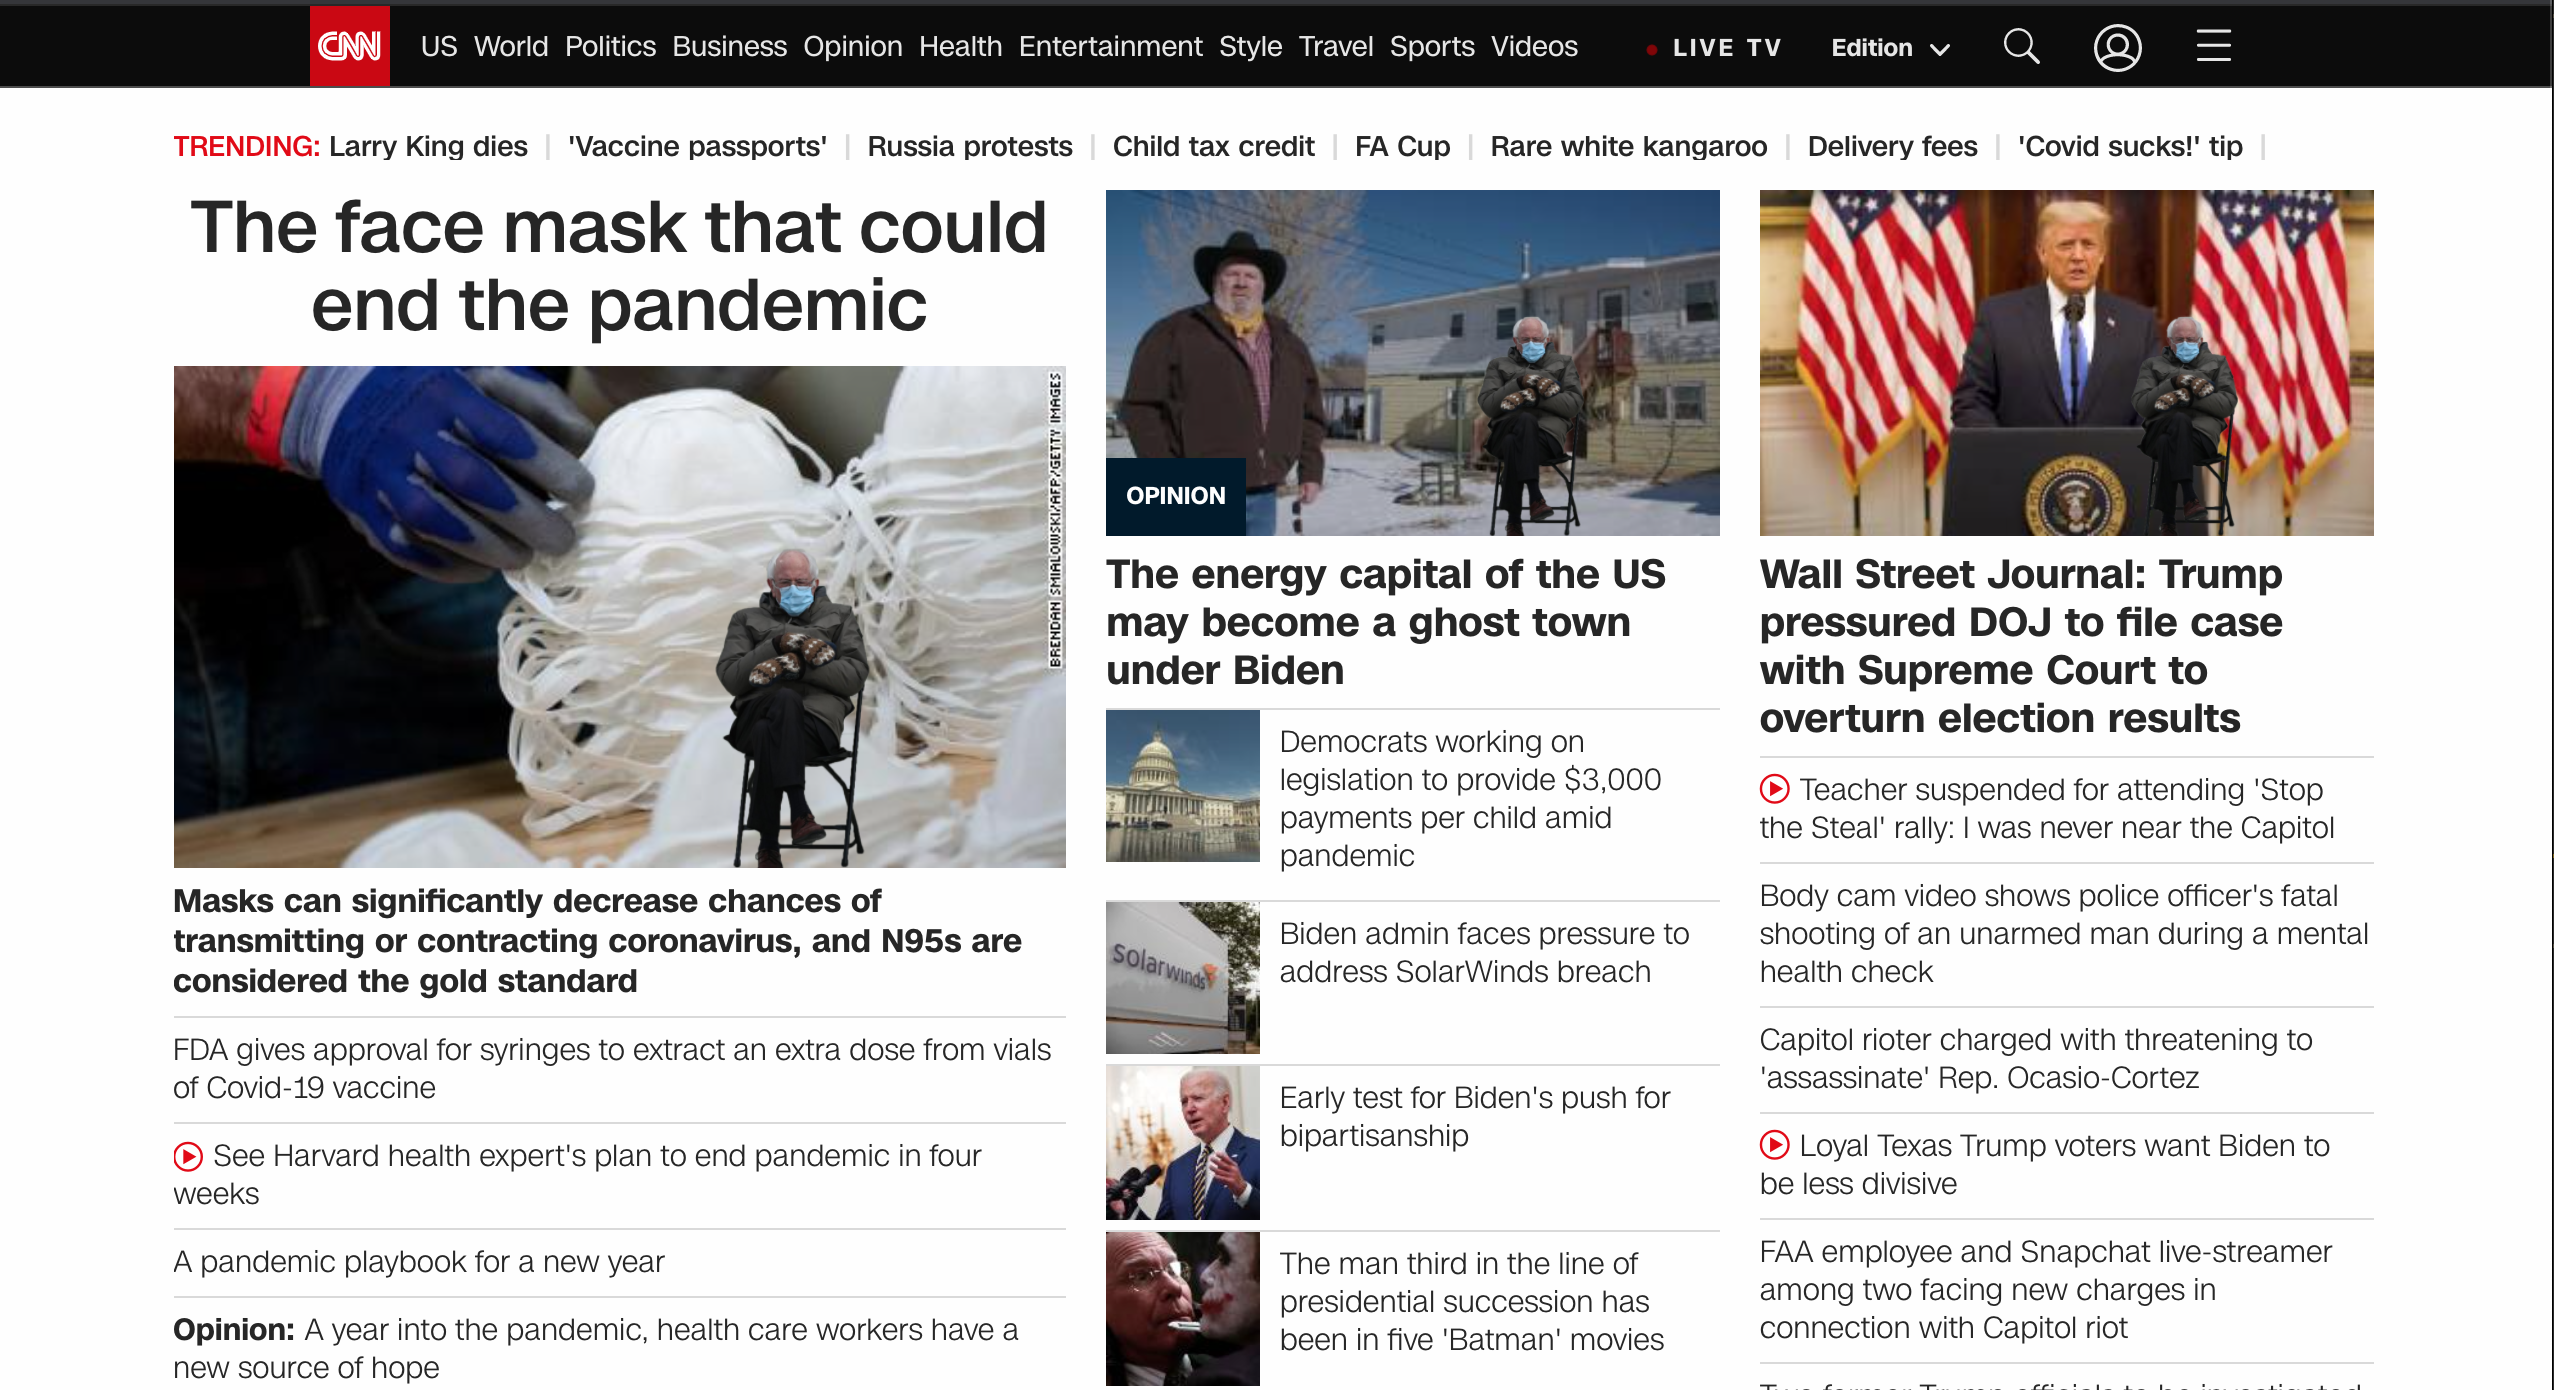 CNN
US World Politics Business Opinion Health Entertainment Style Travel Sports Videos
LIVE TV
Edition
TRENDING: Larry King dies | 'Vaccine passports' | Russia protests | Child tax credit | FA Cup | Rare white kangaroo | Delivery fees | 'Covid sucks!' tip |
The face mask that could
end the pandemic
BRENDAN SMIALOWSKI/AFP/GETTY IMAGES
Masks can significantly decrease chances of
transmitting or contracting coronavirus, and N95s are
considered the gold standard
FDA gives approval for syringes to extract an extra dose from vials
of Covid-19 vaccine
See Harvard health expert's plan to end pandemic in four
weeks
A pandemic playbook for a new year
Opinion: A year into the pandemic, health care workers have a
new source of hope
OPINION
The energy capital of the US
may become a ghost town
under Biden
Democrats working on
legislation to provide $3,000
payments per child amid
pandemic
solarwinds
Biden admin faces pressure to
address SolarWinds breach
Early test for Biden's push for
bipartisanship
The man third in the line of
presidential succession has
been in five 'Batman' movies
Wall Street Journal: Trump
pressured DOJ to file case
with Supreme Court to
overturn election results
Teacher suspended for attending 'Stop
the Steal' rally: I was never near the Capitol
Body cam video shows police officer's fatal
shooting of an unarmed man during a mental
health check
Capitol rioter charged with threatening to
'assassinate' Rep. Ocasio-Cortez
Loyal Texas Trump voters want Biden to
be less divisive
FAA employee and Snapchat live-streamer
among two facing new charges in
connection with Capitol riot
Two former Trump officials to be investigated